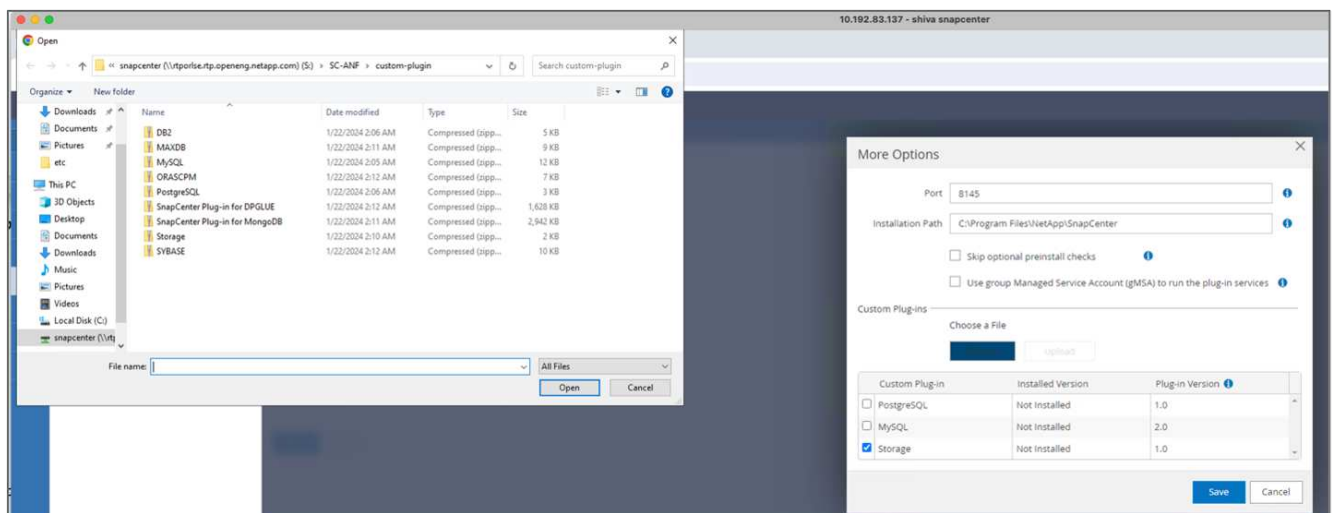 10.192.83.137 - shiva snapcenter
Open
« snapcenter (\\rtporlse.rtp.openeng.netapp.com) (S:) › SC-ANF › custom-plugin
Search custom-plugin
Organize New folder
Downloads
Documents
Pictures
etc
This PC
3D Objects
Desktop
Documents
Downloads
Music
Pictures
Videos
Local Disk (C:)
snapcenter (\\rtp
Name Date modified Type Size
DB2 1/22/2024 2:06 AM Compressed (zipp... 5 KB
MAXDB 1/22/2024 2:11 AM Compressed (zipp... 9 KB
MySQL 1/22/2024 2:05 AM Compressed (zipp... 12 KB
ORASCPM 1/22/2024 2:12 AM Compressed (zipp... 7 KB
PostgreSQL 1/22/2024 2:06 AM Compressed (zipp... 3 KB
SnapCenter Plug-in for DPGLUE 1/22/2024 2:12 AM Compressed (zipp... 1,628 KB
SnapCenter Plug-in for MongoDB 1/22/2024 2:11 AM Compressed (zipp... 2,942 KB
Storage 1/22/2024 2:10 AM Compressed (zipp... 2 KB
SYBASE 1/22/2024 2:12 AM Compressed (zipp... 10 KB
File name: All Files
Open Cancel
More Options
Port 8145
Installation Path C:\Program Files\NetApp\SnapCenter
Skip optional preinstall checks
Use group Managed Service Account (gMSA) to run the plug-in services
Custom Plug-ins
Choose a File
Upload
Custom Plug-in Installed Version Plug-in Version
PostgreSQL Not Installed 1.0
MySQL Not Installed 2.0
Storage Not Installed 1.0
Save Cancel